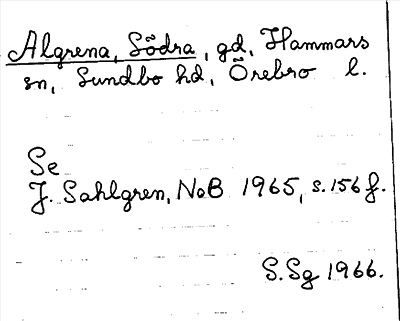 Algrena, Södra, gd, Hammars
sn, Sundbo hd, Örebro l.
Se
J. Sahlgren, NoB 1965, s. 156 f.
S. Sg 1966.